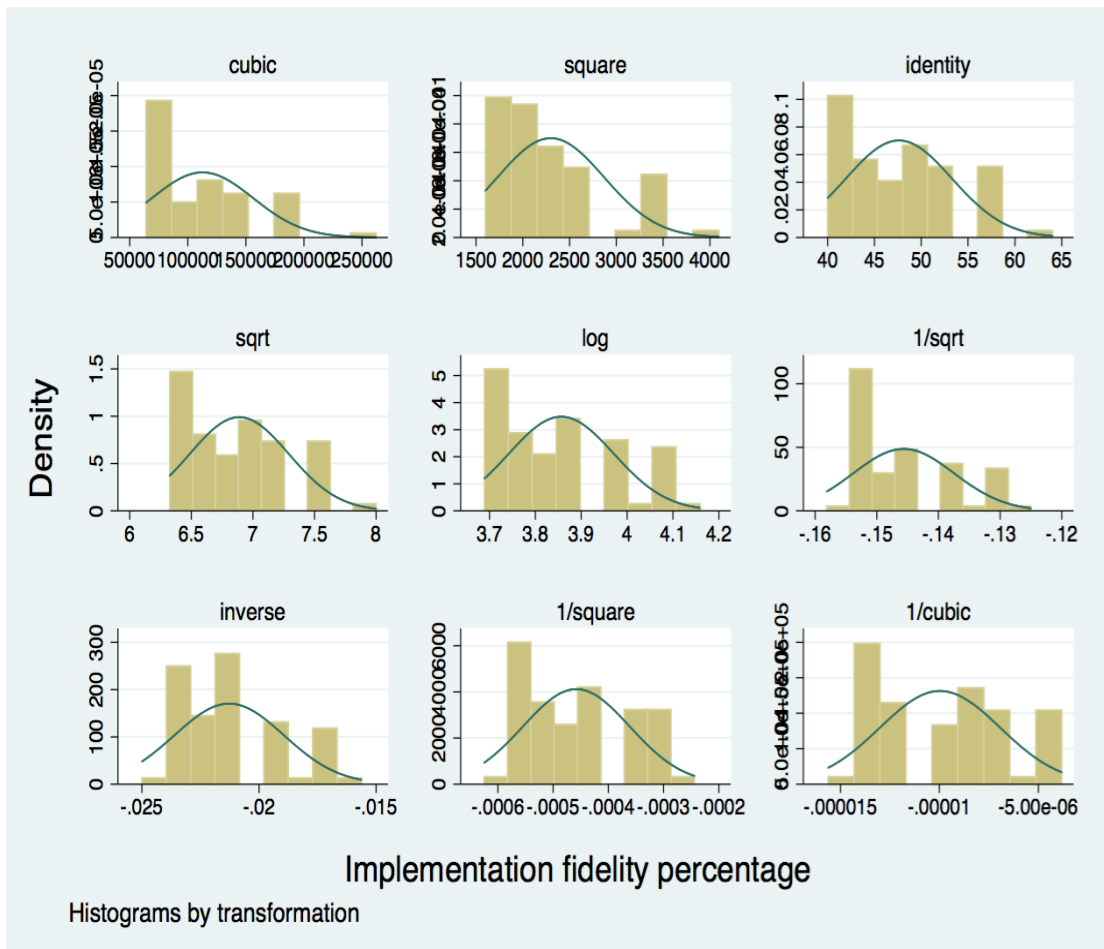 cubic
square
identity
50000 100000 150000 200000 250000
1500 2000 2500 3000 3500 4000
0 .02 .04 .06 .08 .1
40 45 50 55 60 65
sqrt
log
1/sqrt
0 .5 1 1.5
6 6.5 7 7.5 8
0 1 2 3 4 5
3.7 3.8 3.9 4 4.1 4.2
0 50 100
-.16 -.15 -.14 -.13 -.12
Density
inverse
1/square
1/cubic
0 100 200 300
-.025 -.02 -.015
0 2000 4000 6000
-.0006 -.0005 -.0004 -.0003 -.0002
-.000015 -.00001 -5.00e-06
Implementation fidelity percentage
Histograms by transformation